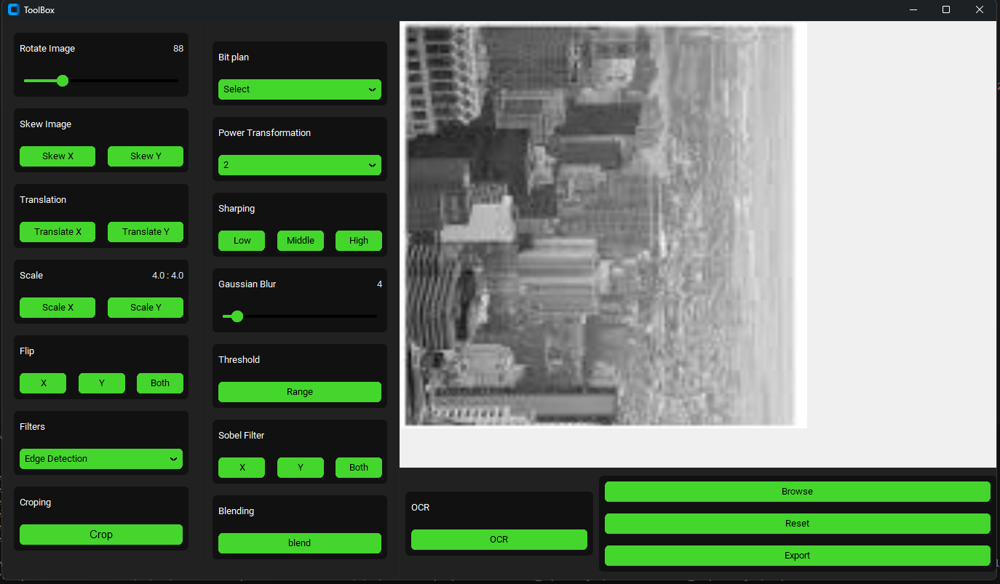 ToolBox
Rotate Image 88
Skew Image
Skew X Skew Y
Translation
Translate X Translate Y
Scale 4.0 : 4.0
Scale X Scale Y
Flip
X Y Both
Filters
Edge Detection
Croping
Crop
Bit plan
Select
Power Transformation
2
Sharping
Low Middle High
Gaussian Blur 4
Threshold
Range
Sobel Filter
X Y Both
Blending
blend
OCR
OCR
Browse
Reset
Export